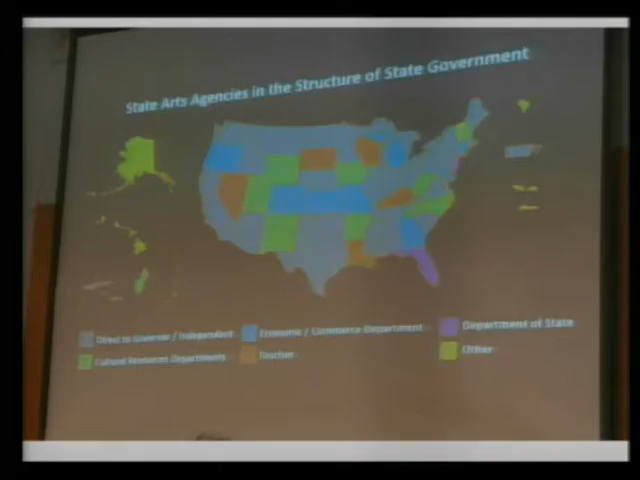 State Arts Agencies in the Structure of State Government
Direct to Governor / Independent
Economic / Commerce Department
Department of State
Cultural Resources Department
Tourism
Other